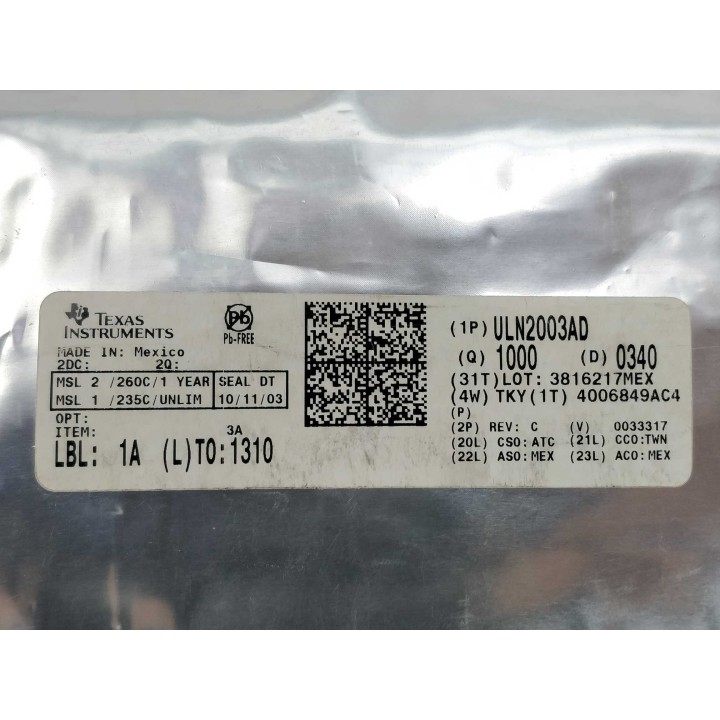 TEXAS
INSTRUMENTS
Pb
Pb-FREE
MADE IN: Mexico
2DC: 2Q:
MSL 2 /260C/1 YEAR SEAL DT
MSL 1 /235C/UNLIM 10/11/03
OPT:
ITEM: 3A
LBL: 1A (L)TO:1310
(1P) ULN2003AD
(Q) 1000 (D) 0340
(31T)LOT: 3816217MEX
(4W) TKY(1T) 4006849AC4
(P)
(2P) REV: C (V) 0033317
(20L) CSO:ATC (21L) CCO:TWN
(22L) ASO:MEX (23L) ACO:MEX